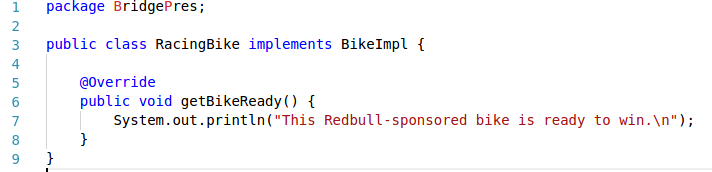 1 package BridgePres;
2
3 public class RacingBike implements BikeImpl {
4
5     @Override
6     public void getBikeReady() {
7         System.out.println("This Redbull-sponsored bike is ready to win.\n");
8     }
9 }